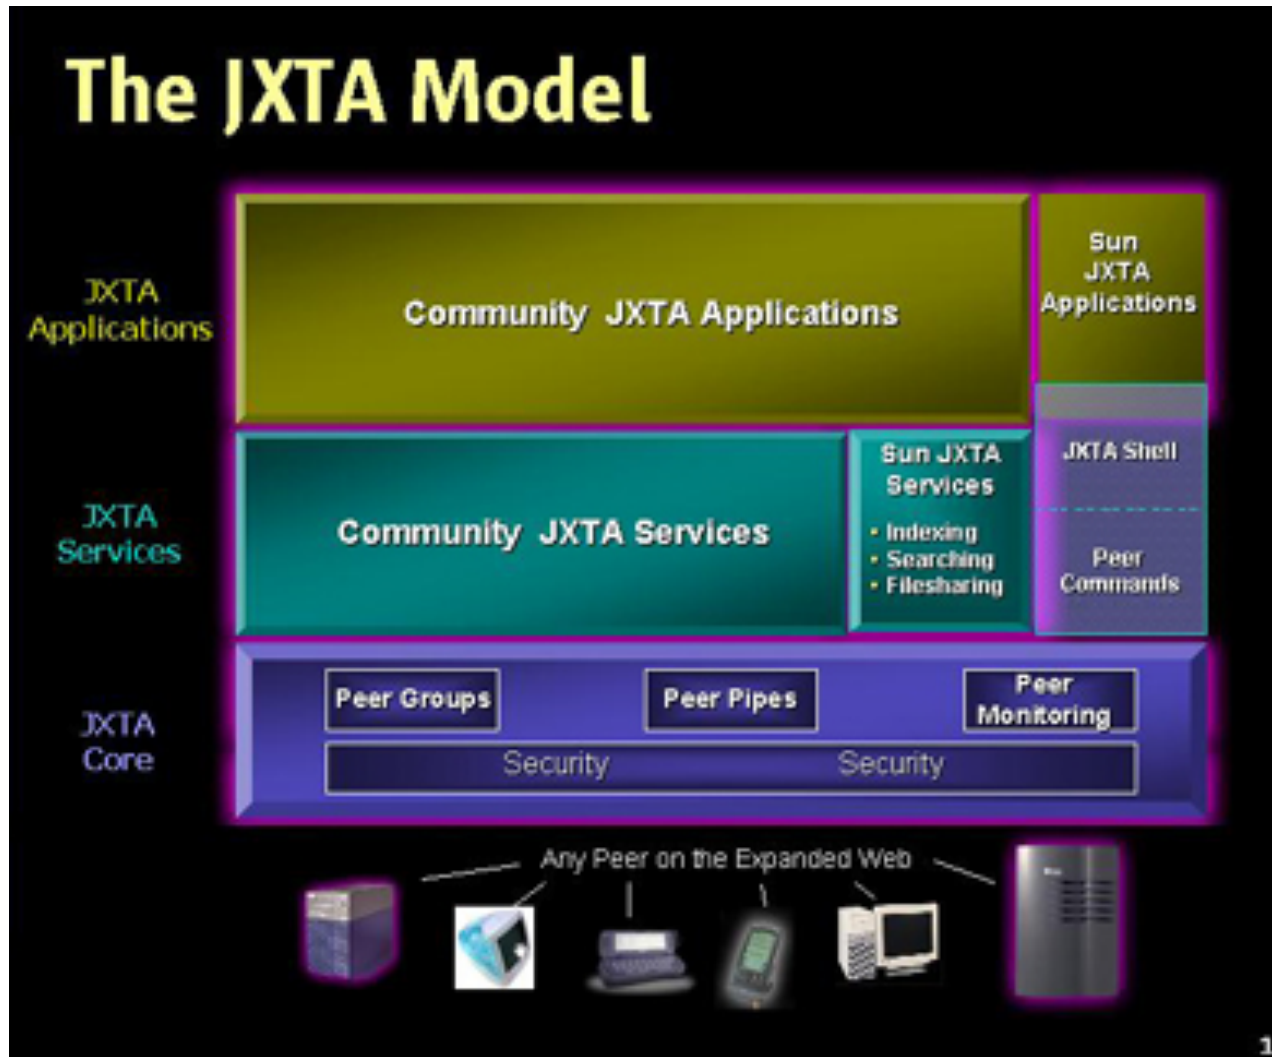 The JXTA Model
JXTA
Applications
Community JXTA Applications
Sun
JXTA
Applications
JXTA
Services
Community JXTA Services
Sun JXTA
Services
• Indexing
• Searching
• Filesharing
JXTA Shell
Peer
Commands
JXTA
Core
Peer Groups
Peer Pipes
Peer
Monitoring
Security Security
Any Peer on the Expanded Web